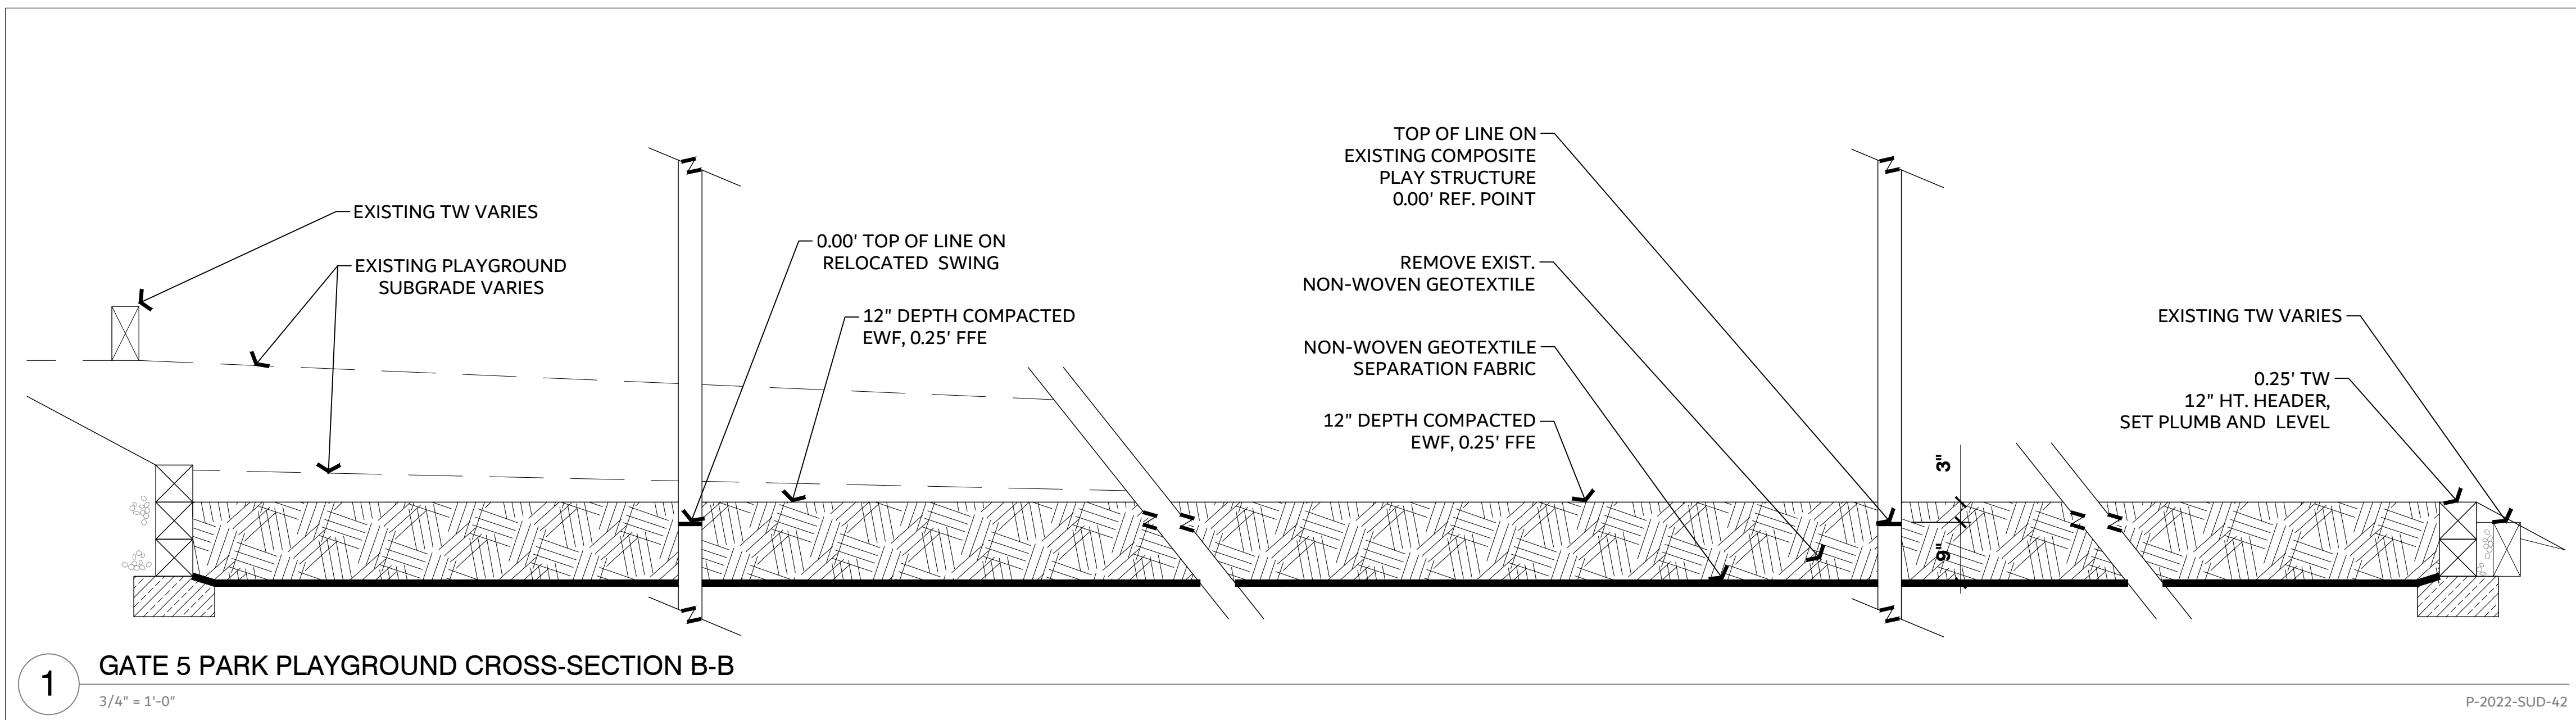 EXISTING TW VARIES
EXISTING PLAYGROUND
SUBGRADE VARIES
0.00' TOP OF LINE ON
RELOCATED SWING
12" DEPTH COMPACTED
EWF, 0.25' FFE
TOP OF LINE ON
EXISTING COMPOSITE
PLAY STRUCTURE
0.00' REF. POINT
REMOVE EXIST.
NON-WOVEN GEOTEXTILE
NON-WOVEN GEOTEXTILE
SEPARATION FABRIC
12" DEPTH COMPACTED
EWF, 0.25' FFE
3"
9"
EXISTING TW VARIES
0.25' TW
12" HT. HEADER,
SET PLUMB AND LEVEL
1
GATE 5 PARK PLAYGROUND CROSS-SECTION B-B
3/4" = 1'-0"
P-2022-SUD-42